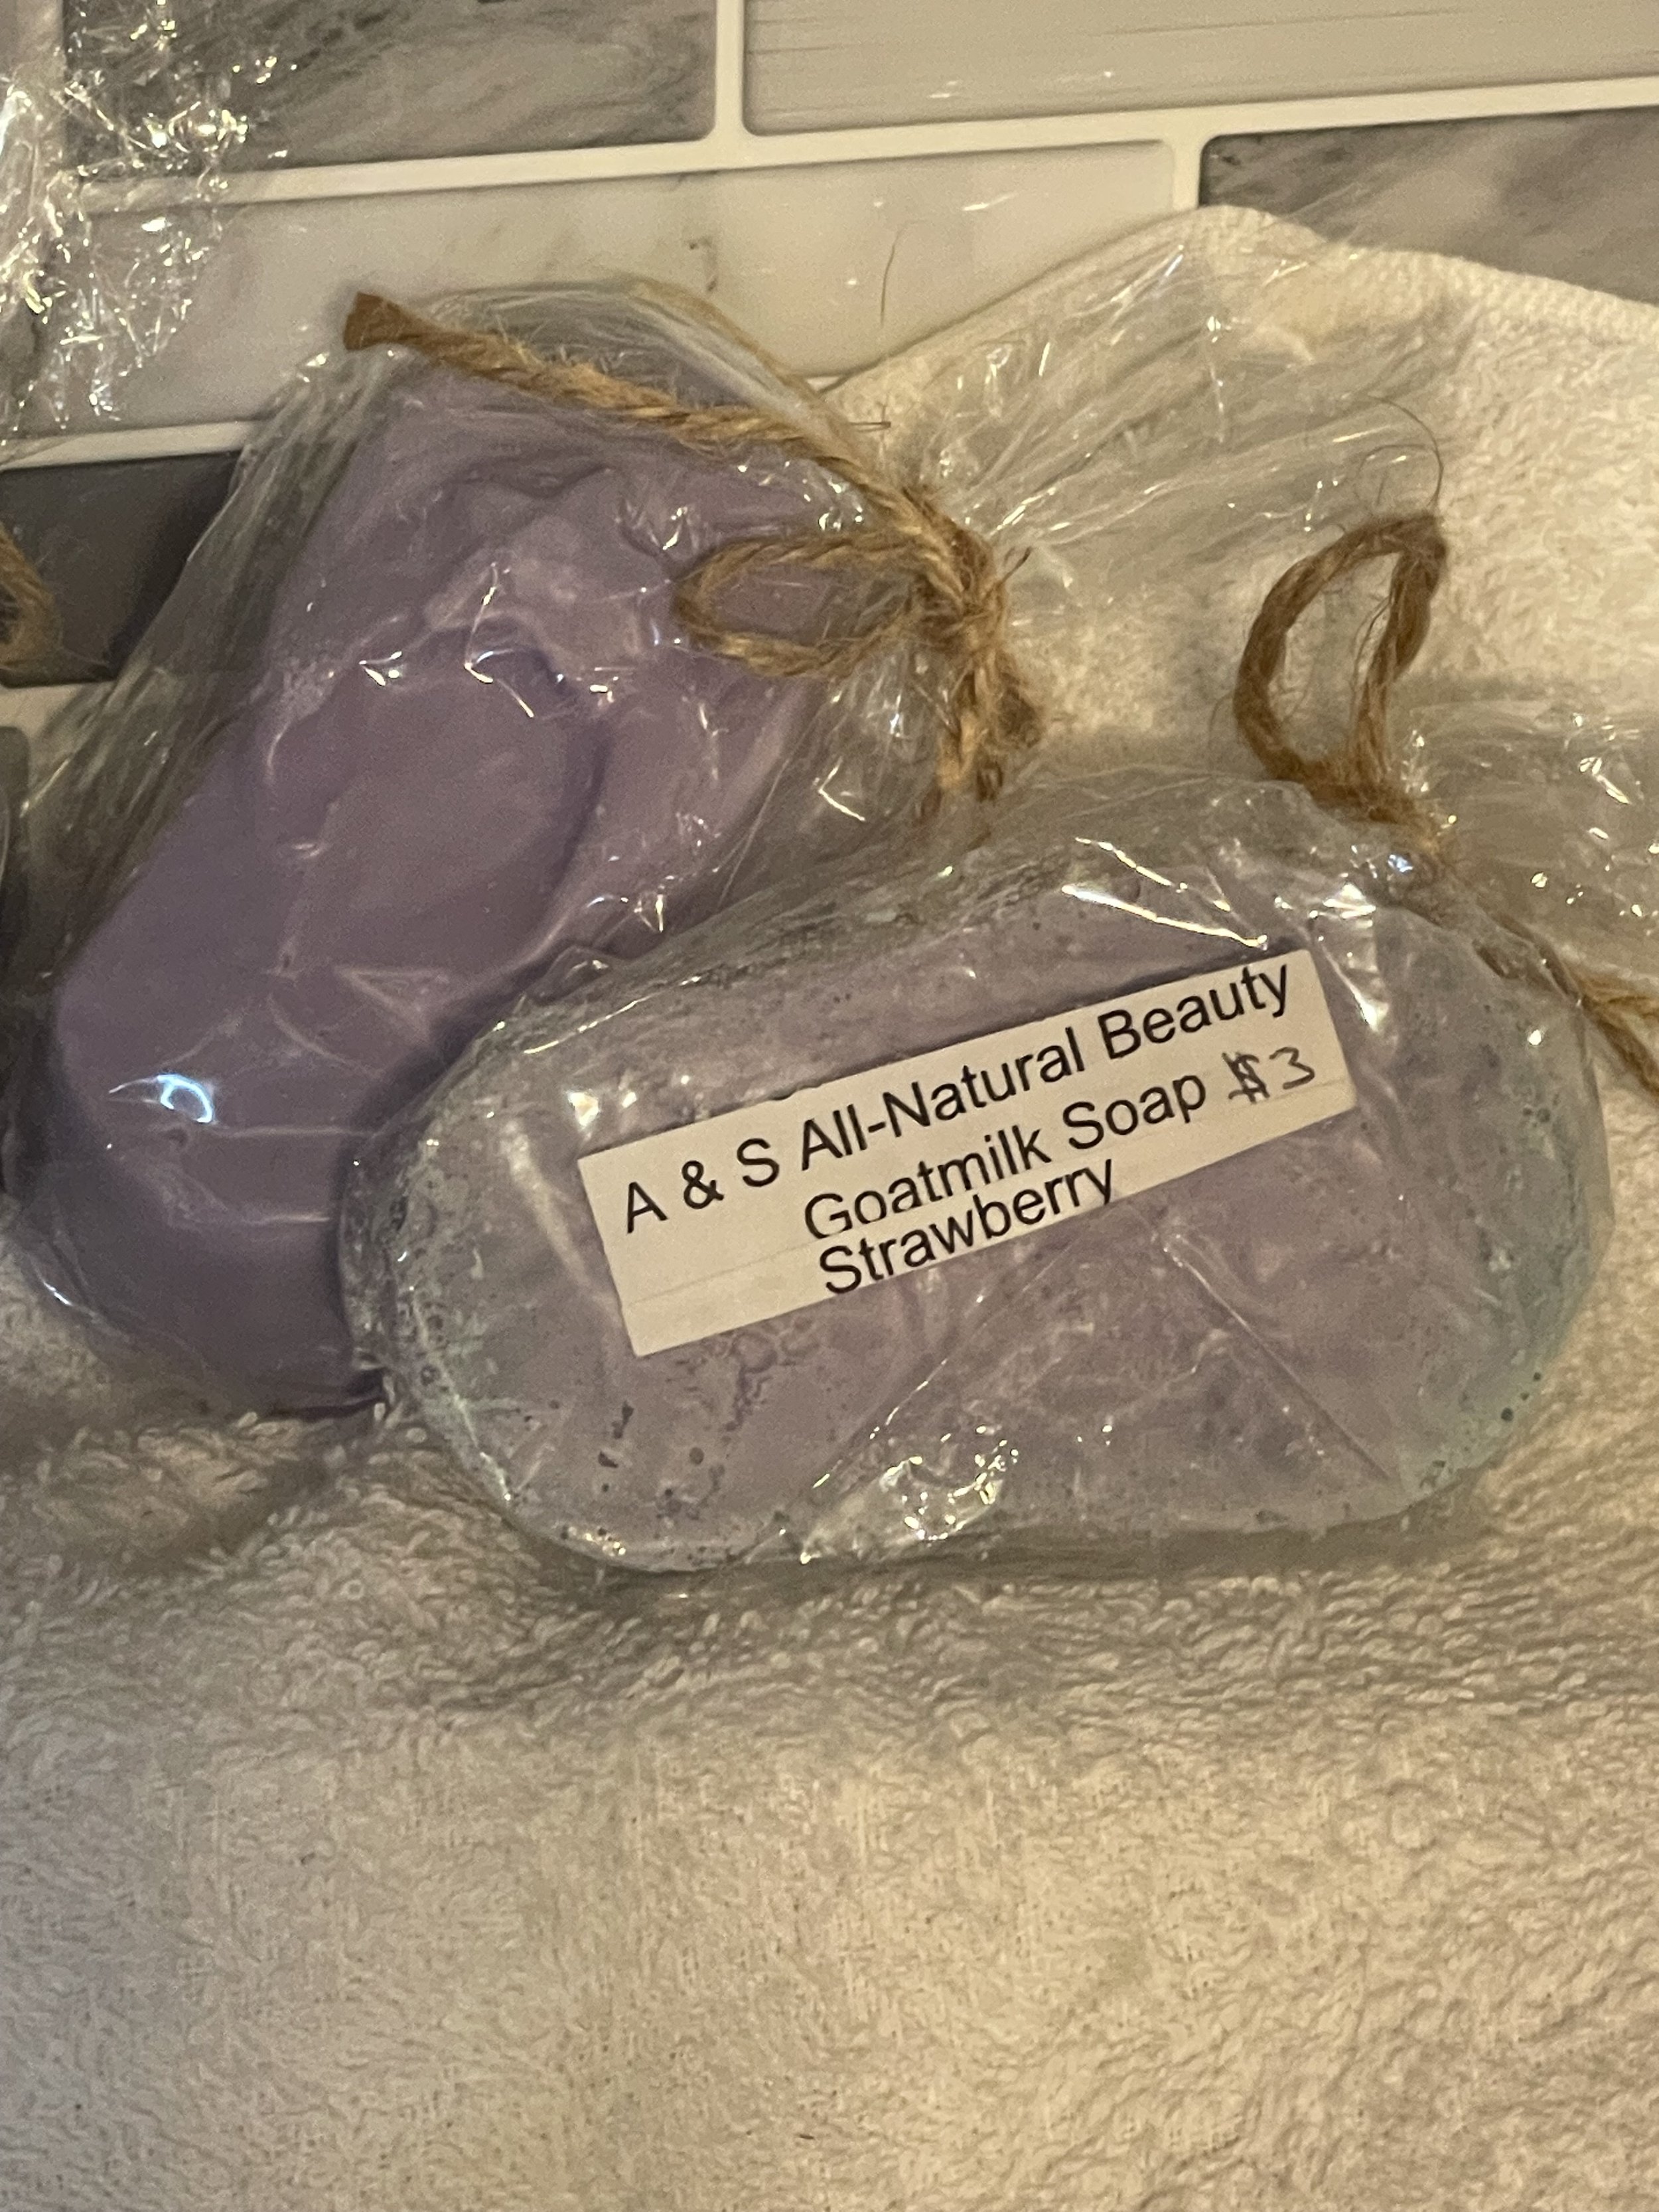 A & S All-Natural Beauty
Goatmilk Soap $3
Strawberry